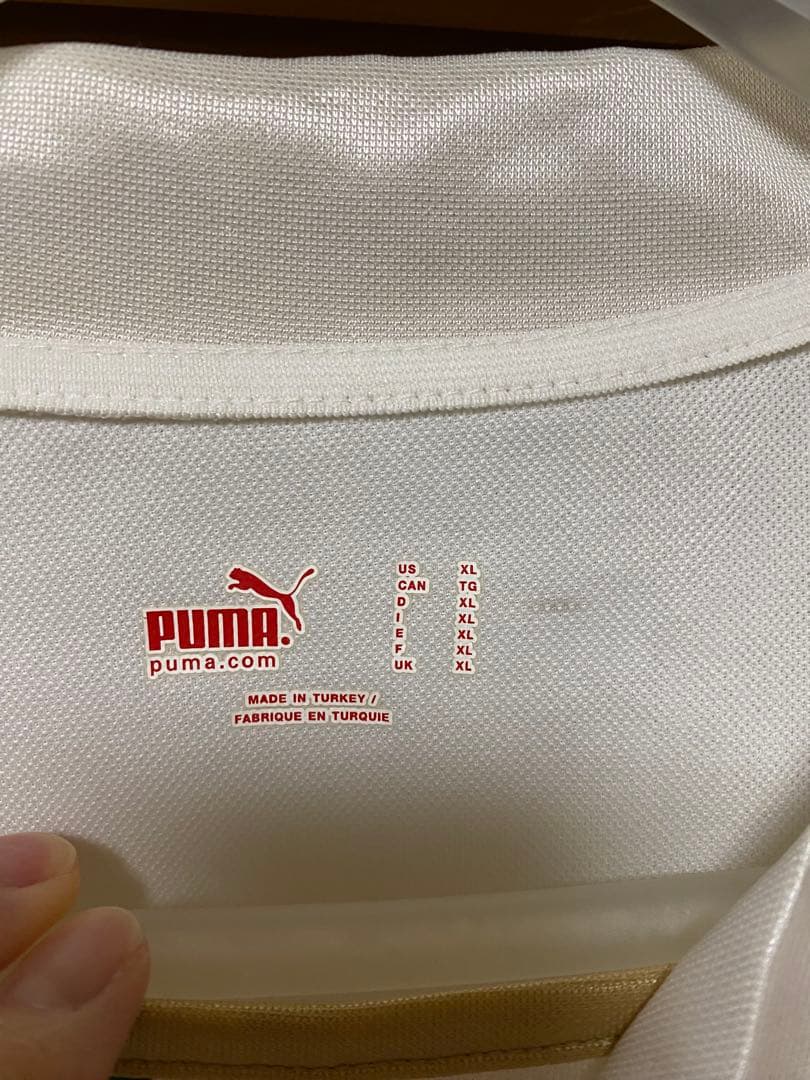 PUMA.
puma.com
US XL
CAN TG
D XL
I XL
E XL
F XL
UK XL
MADE IN TURKEY /
FABRIQUE EN TURQUIE